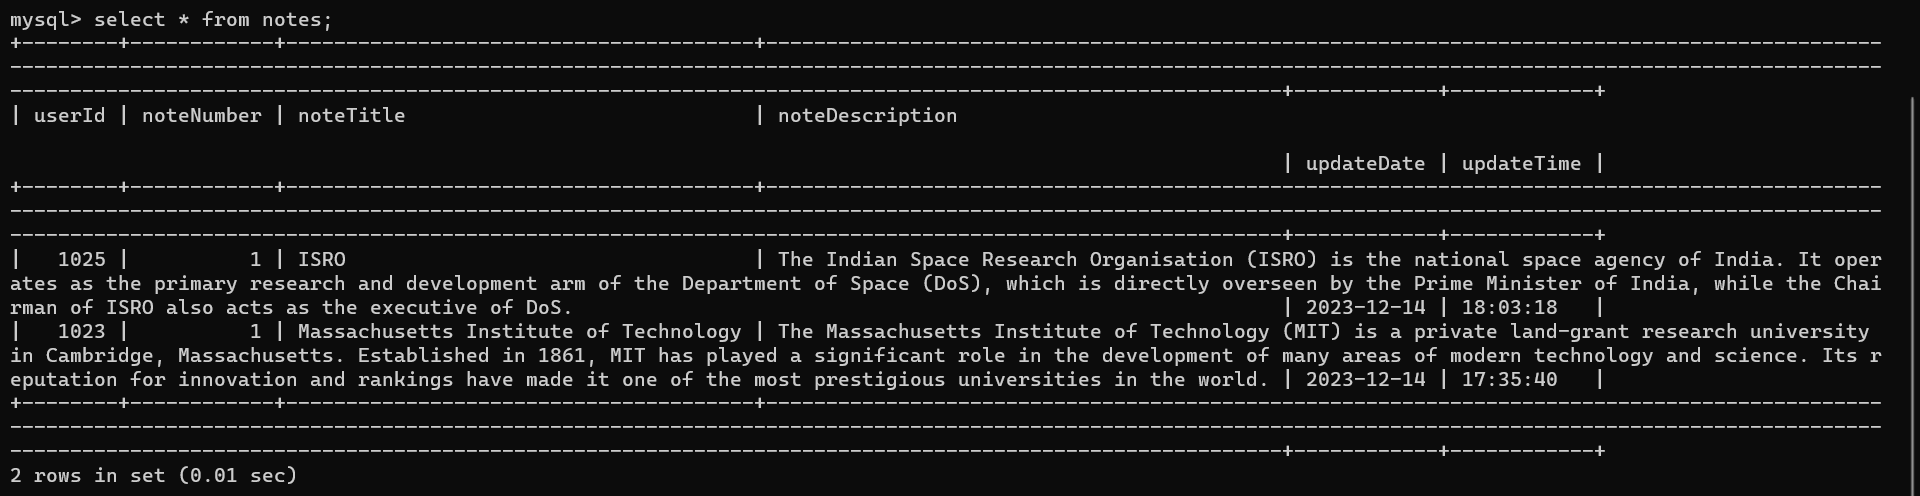 mysql> select * from notes;
| userId | noteNumber | noteTitle | noteDescription
| updateDate | updateTime |
| 1025 | 1 | ISRO | The Indian Space Research Organisation (ISRO) is the national space agency of India. It oper
ates as the primary research and development arm of the Department of Space (DoS), which is directly overseen by the Prime Minister of India, while the Chai
rman of ISRO also acts as the executive of DoS. | 2023-12-14 | 18:03:18 |
| 1023 | 1 | Massachusetts Institute of Technology | The Massachusetts Institute of Technology (MIT) is a private land-grant research university
in Cambridge, Massachusetts. Established in 1861, MIT has played a significant role in the development of many areas of modern technology and science. Its r
eputation for innovation and rankings have made it one of the most prestigious universities in the world. | 2023-12-14 | 17:35:40 |
2 rows in set (0.01 sec)